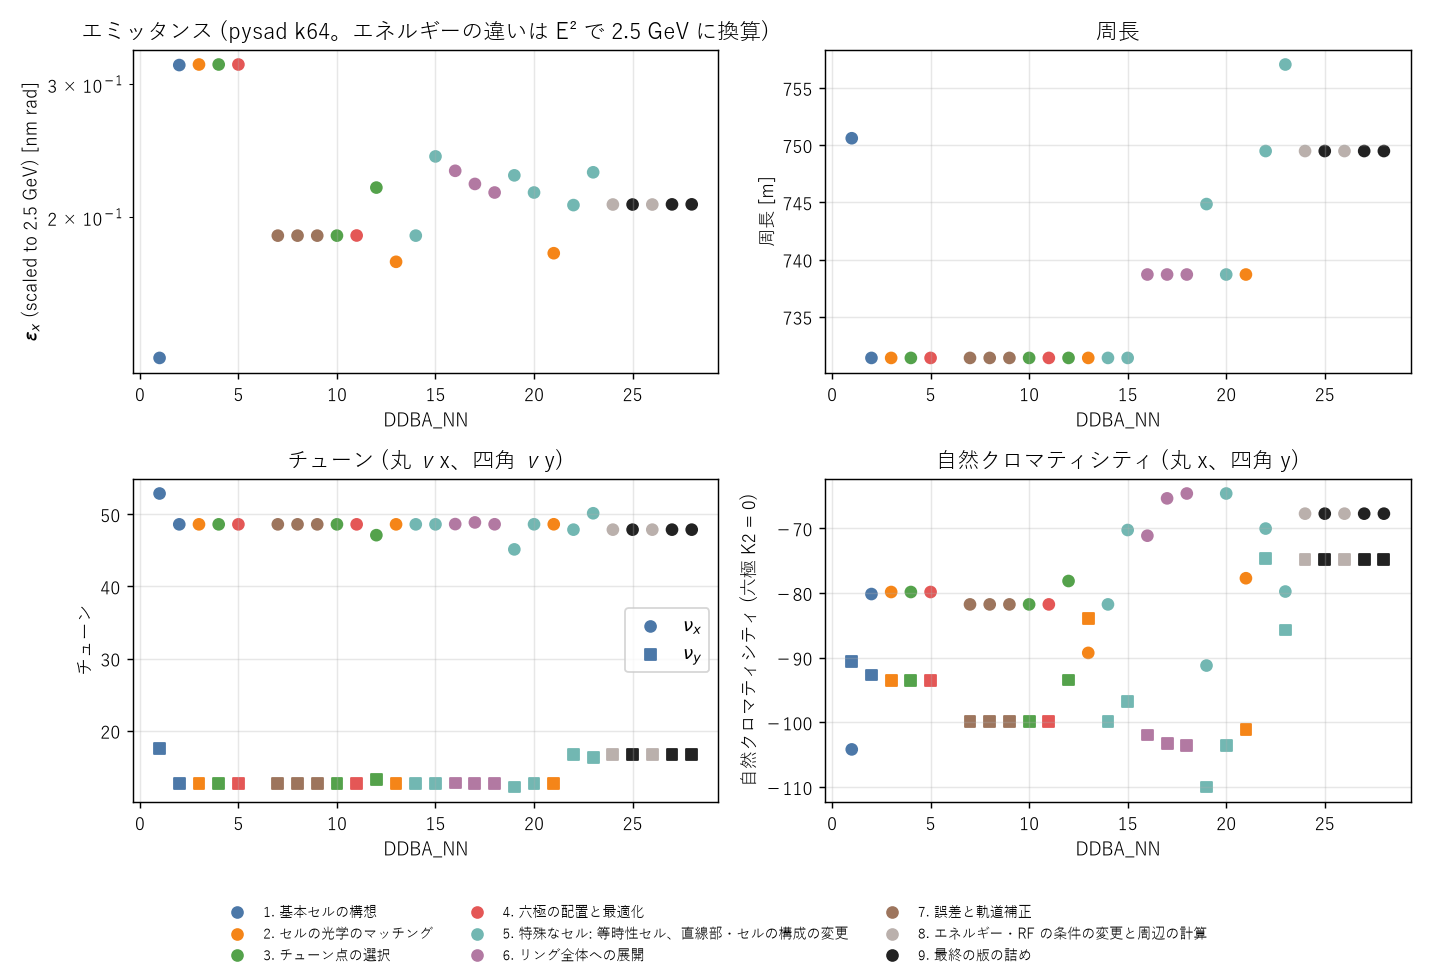 エミッタンス (pysad k64。エネルギーの違いは E² で 2.5 GeV に換算)
εx (scaled to 2.5 GeV) [nm rad]
3 × 10⁻¹
2 × 10⁻¹
0 5 10 15 20 25
DDBA_NN
周長
周長 [m]
755
750
745
740
735
0 5 10 15 20 25
DDBA_NN
チューン (丸 νx、四角 νy)
チューン
50
40
30
20
νx
νy
0 5 10 15 20 25
DDBA_NN
自然クロマティシティ (丸 x、四角 y)
自然クロマティシティ (六極 K2 = 0)
−70
−80
−90
−100
−110
0 5 10 15 20 25
DDBA_NN
1. 基本セルの構想
2. セルの光学のマッチング
3. チューン点の選択
4. 六極の配置と最適化
5. 特殊なセル: 等時性セル、直線部・セルの構成の変更
6. リング全体への展開
7. 誤差と軌道補正
8. エネルギー・RF の条件の変更と周辺の計算
9. 最終の版の詰め